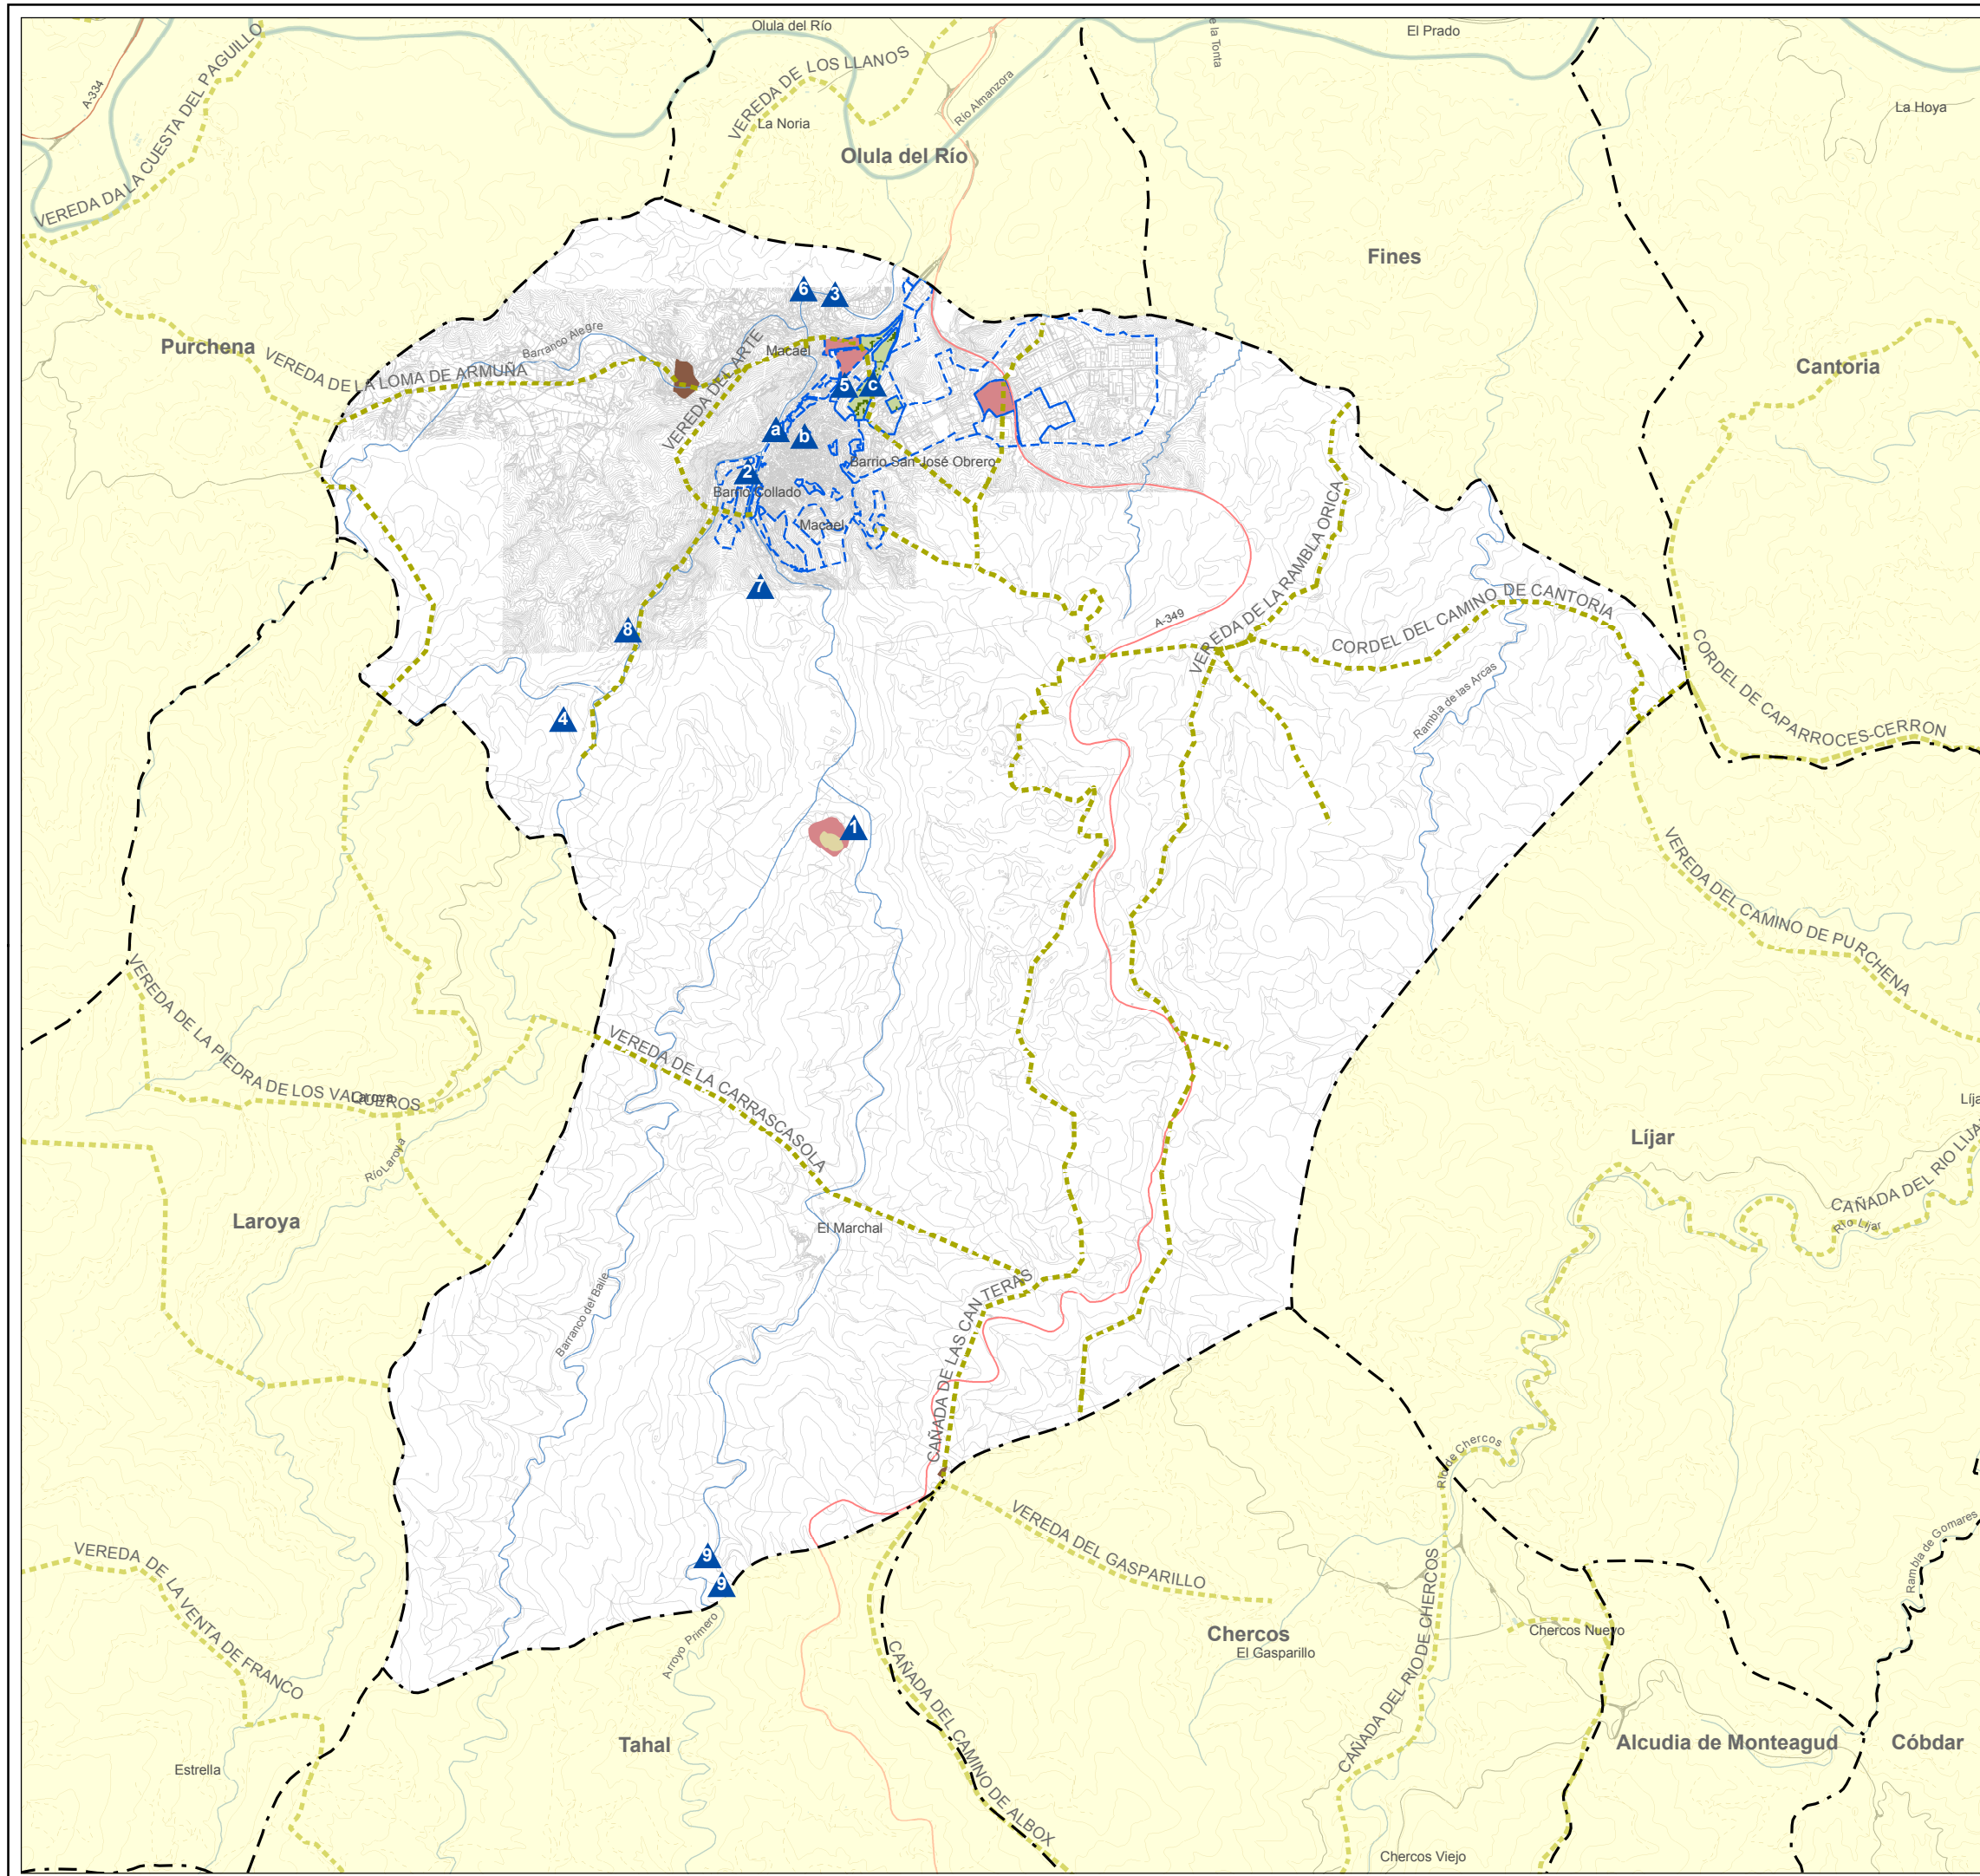 Olula del Río
e la Tonta
El Prado
A-334
VEREDA DA LA CUESTA DEL PAGUILLO
VEREDA DE LOS LLANOS
La Noria
Río Almanzora
La Hoya
Olula del Río
Fines
Purchena
Cantoria
6
3
Barranco Alegre
VEREDA DE LA LOMA DE ARMUÑA
VEREDA DEL ARTE
Macael
5
c
a
b
2
Barrio San José Obrero
Barrio Collado
Macael
7
8
4
A-349
VEREDA DE LA RAMBLA ORICA
CORDEL DEL CAMINO DE CANTORIA
Rambla de las Arcas
CORDEL DE CAPARROCES-CERRON
1
VEREDA DEL CAMINO DE PURCHENA
VEREDA DE LA PIEDRA DE LOS VAQUEROS
Laroya
VEREDA DE LA CARRASCASOLA
Río Laroya
Laroya
El Marchal
Líja
Líjar
CAÑADA DEL RIO LIJA
Río Líjar
Barranco del Baile
CAÑADA DE LAS CAN TERAS
Río de Chercos
VEREDA DEL GASPARILLO
9
9
Arroyo Primero
VEREDA DE LA VENTA DE FRANCO
Rambla de Gomares
CAÑADA DEL RIO DE CHERCOS
Chercos
El Gasparillo
Chercos Nuevo
CAÑADA DEL CAMINO DE ALBOX
Tahal
Estrella
Alcudia de Monteagud
Cóbdar
Chercos Viejo